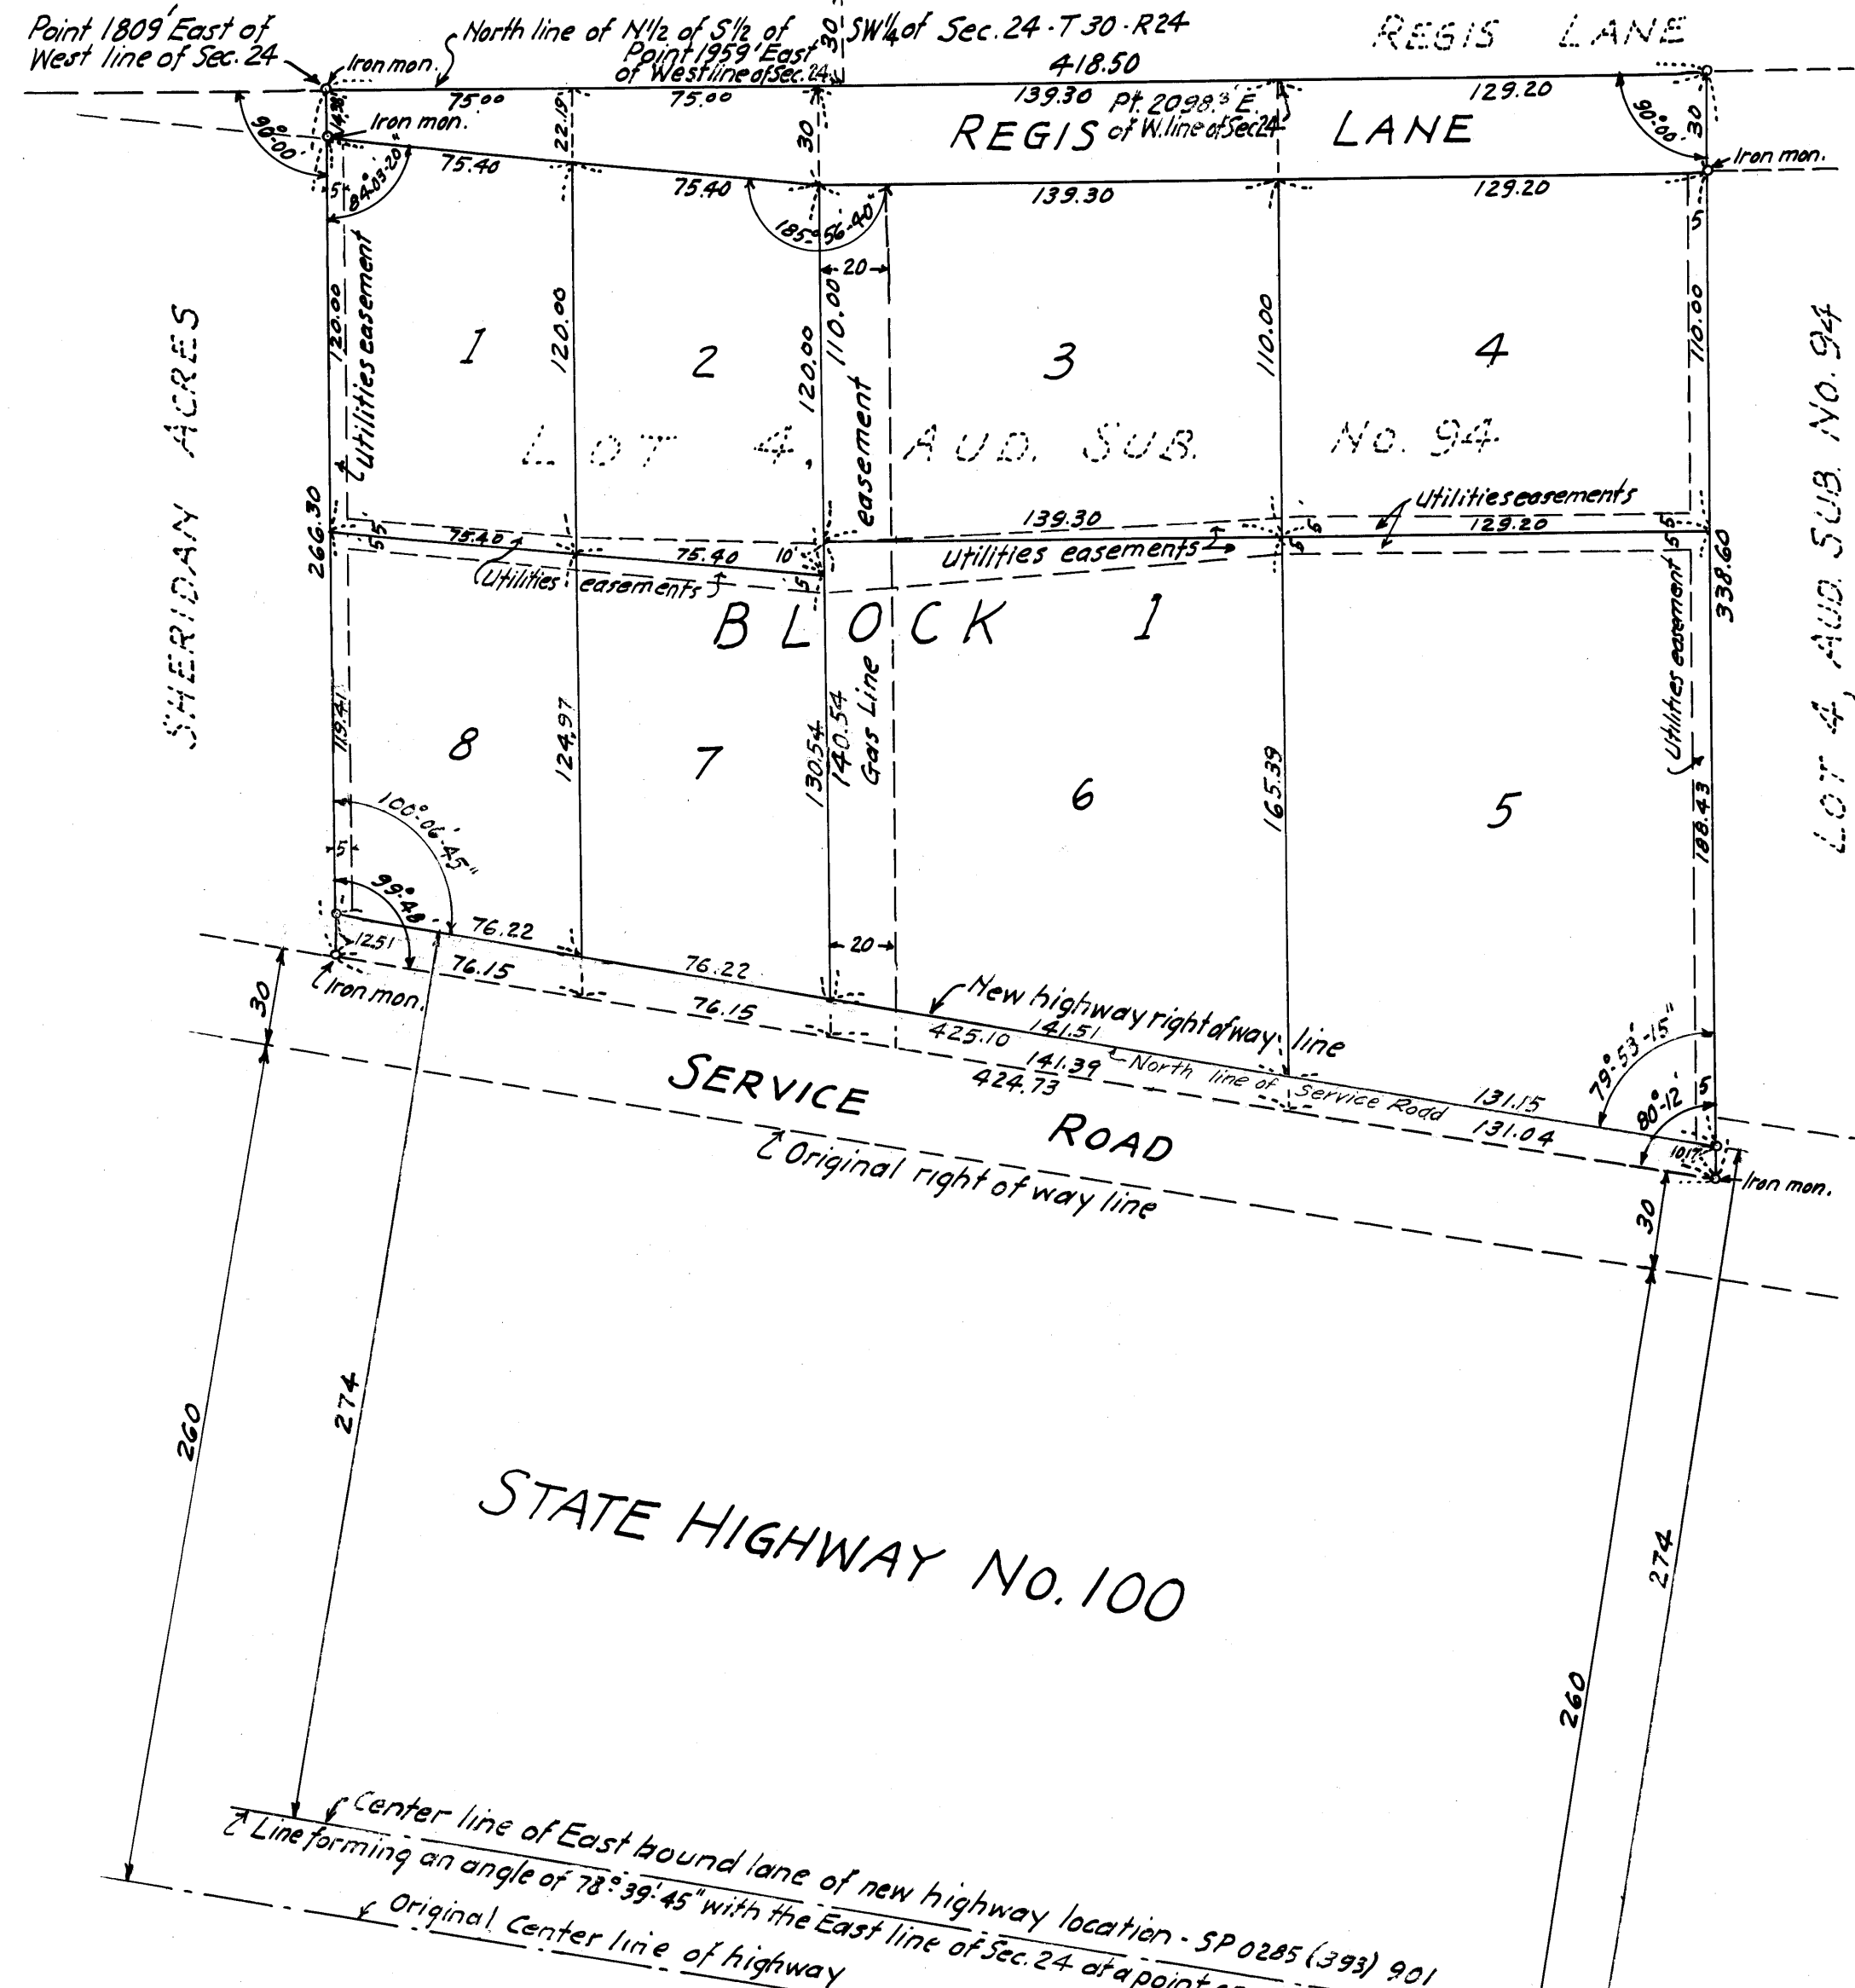 Point 1809' East of
West line of Sec. 24
North line of N½ of S½ of SW¼ of Sec. 24 - T 30 - R24
REGIS LANE
Iron mon.
Point 1959' East
of West line of Sec. 24
30
418.50
75.00
75.00
139.30
Pt. 2098.3' E.
of W. line of Sec 24
129.20
90°-00'
14.38
Iron mon.
22.19
30
REGIS LANE
90°-00'
30
Iron mon.
75.40
75.40
139.30
129.20
5
84°-03'-20"
185°-56'-40"
5
20
Utilities easement
120.00
120.00
120.00
110.00
110.00
110.00
1
2
3
4
SHERIDAN ACRES
LOT 4, AUD. SUB. No. 94
LOT 4, AUD. SUB. No. 94
266.30
easement
139.30
Utilities easements
129.20
5
5
75.40
75.40
10'
5
Utilities easements
Utilities easements
5'
5
5
5
338.60
BLOCK 1
Gas Line
Utilities easement
119.41
124.97
130.54
140.54
165.39
188.43
8
7
6
5
100°-06'-45"
5
99°-48'
76.22
12.51
76.15
76.22
76.15
20
Iron mon.
30
New highway right of way line
425.10
141.51
141.39
North line of Service Road
424.73
131.15
131.04
79°-53'-15"
80°-12'
5
10.17
Iron mon.
30
SERVICE ROAD
Original right of way line
260
274
STATE HIGHWAY No. 100
260
274
Center line of East bound lane of new highway location - SP 0285 (393) 901
Line forming an angle of 78°-39'-45" with the East line of Sec. 24 at a point
Original Center line of highway